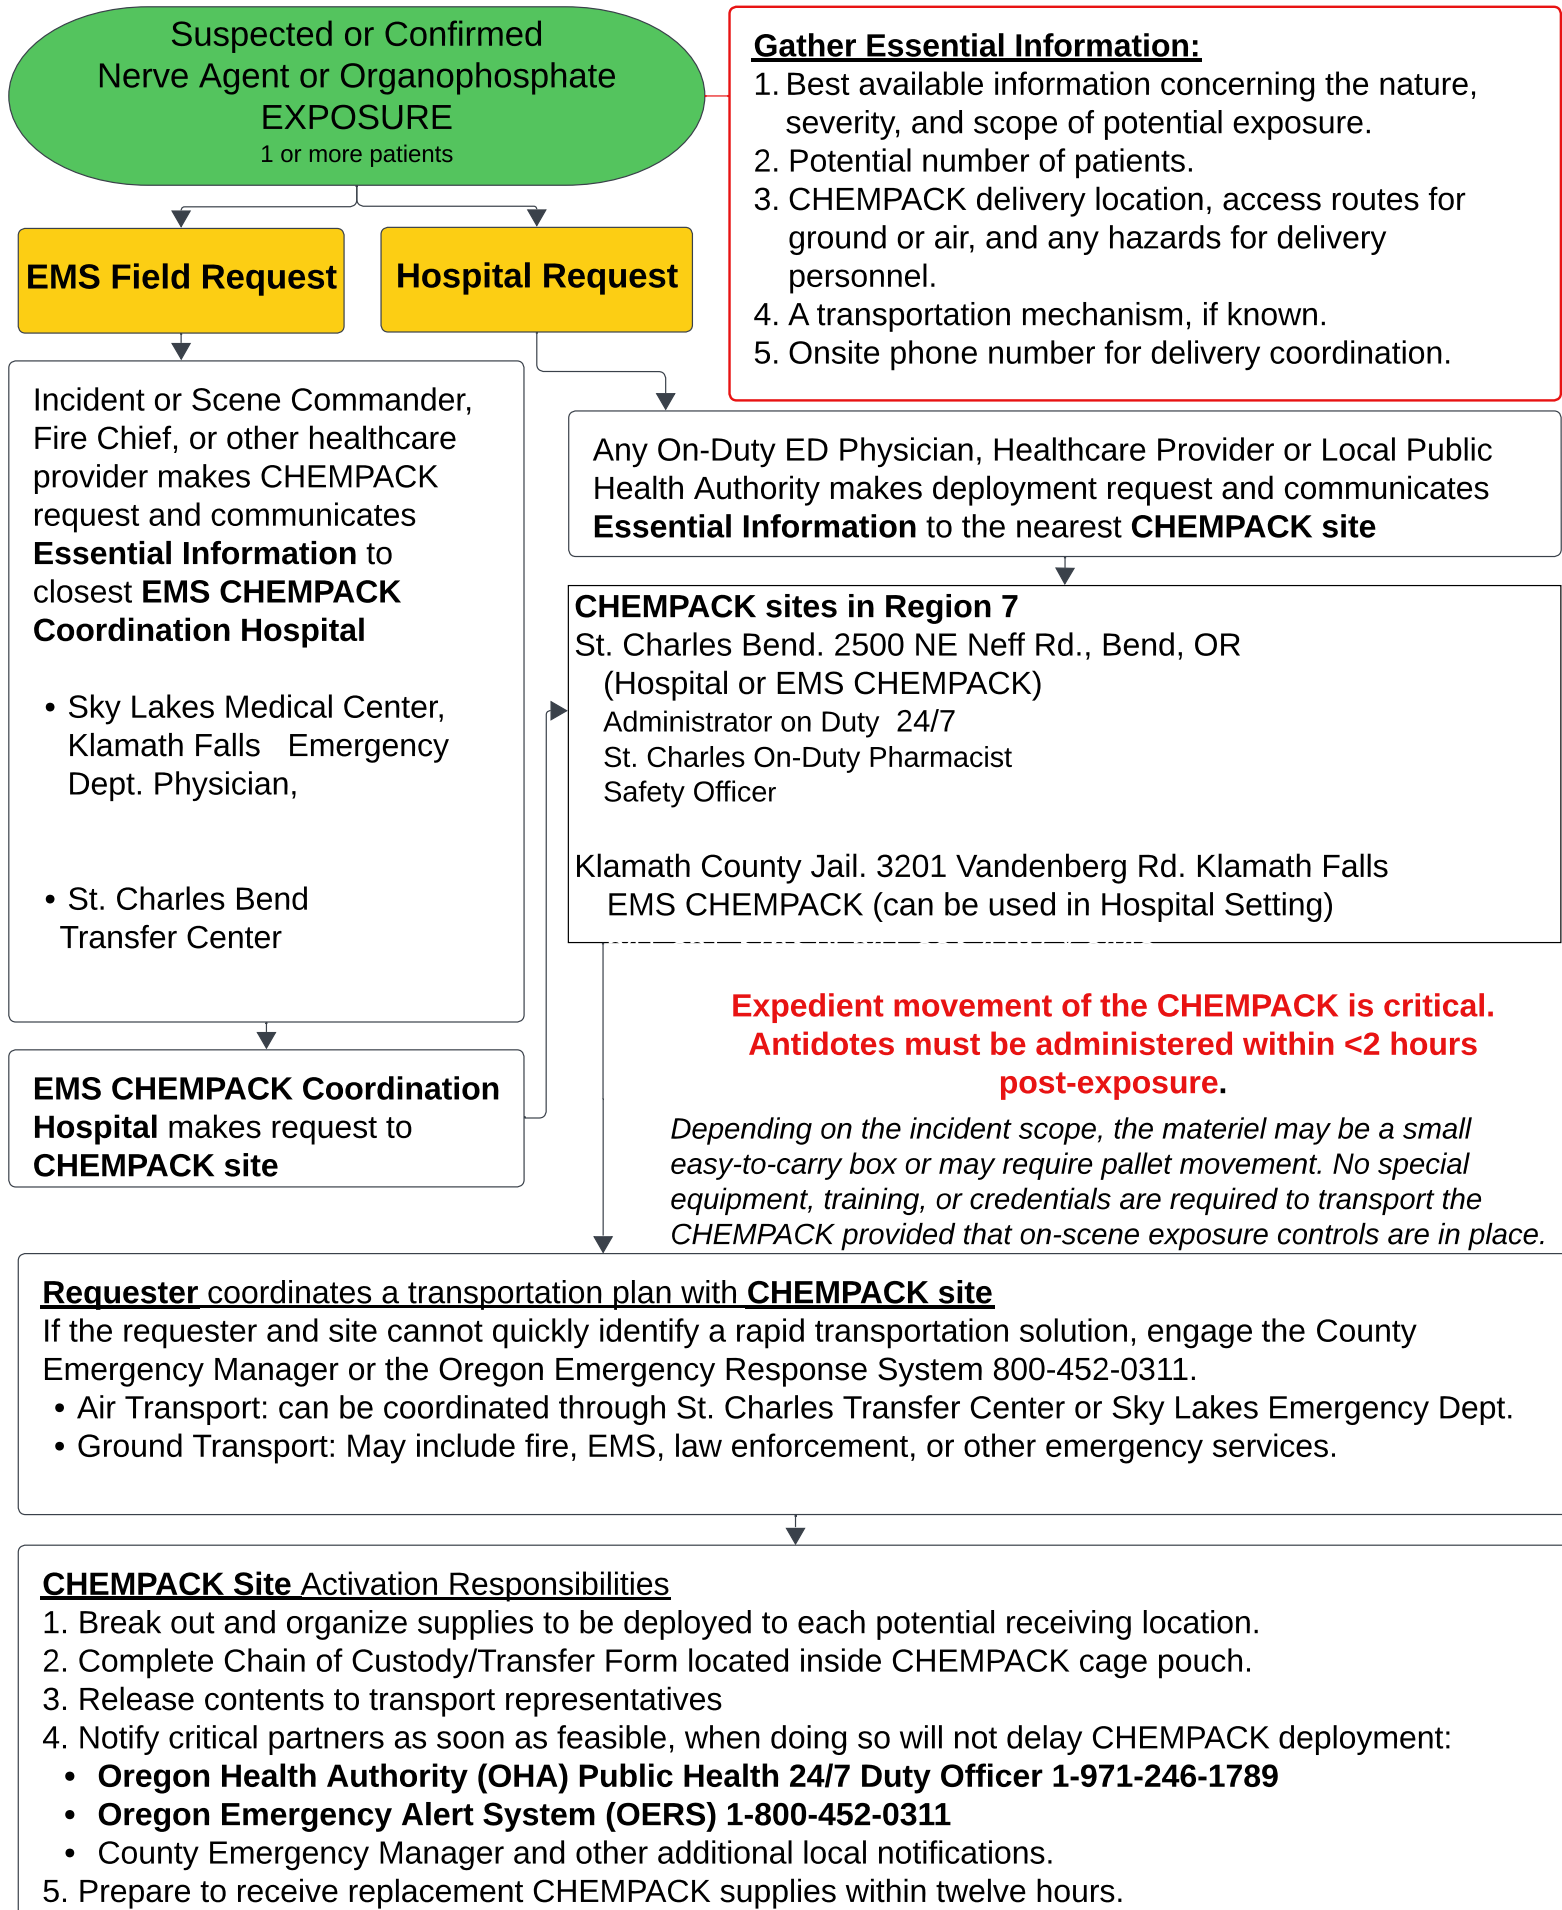 Suspected or Confirmed
Nerve Agent or Organophosphate
EXPOSURE
1 or more patients
Gather Essential Information:
1. Best available information concerning the nature,
severity, and scope of potential exposure.
2. Potential number of patients.
3. CHEMPACK delivery location, access routes for
ground or air, and any hazards for delivery
personnel.
4. A transportation mechanism, if known.
5. Onsite phone number for delivery coordination.
EMS Field Request
Hospital Request
Incident or Scene Commander,
Fire Chief, or other healthcare
provider makes CHEMPACK
request and communicates
Essential Information to
closest EMS CHEMPACK
Coordination Hospital
• Sky Lakes Medical Center,
Klamath Falls   Emergency
Dept. Physician,
• St. Charles Bend
Transfer Center
Any On-Duty ED Physician, Healthcare Provider or Local Public
Health Authority makes deployment request and communicates
Essential Information to the nearest CHEMPACK site
CHEMPACK sites in Region 7
St. Charles Bend. 2500 NE Neff Rd., Bend, OR
(Hospital or EMS CHEMPACK)
Administrator on Duty  24/7
St. Charles On-Duty Pharmacist
Safety Officer
Klamath County Jail. 3201 Vandenberg Rd. Klamath Falls
EMS CHEMPACK (can be used in Hospital Setting)
EMS CHEMPACK Coordination
Hospital makes request to
CHEMPACK site
Expedient movement of the CHEMPACK is critical.
Antidotes must be administered within <2 hours
post-exposure.
Depending on the incident scope, the materiel may be a small
easy-to-carry box or may require pallet movement. No special
equipment, training, or credentials are required to transport the
CHEMPACK provided that on-scene exposure controls are in place.
Requester coordinates a transportation plan with CHEMPACK site
If the requester and site cannot quickly identify a rapid transportation solution, engage the County
Emergency Manager or the Oregon Emergency Response System 800-452-0311.
• Air Transport: can be coordinated through St. Charles Transfer Center or Sky Lakes Emergency Dept.
• Ground Transport: May include fire, EMS, law enforcement, or other emergency services.
CHEMPACK Site Activation Responsibilities
1. Break out and organize supplies to be deployed to each potential receiving location.
2. Complete Chain of Custody/Transfer Form located inside CHEMPACK cage pouch.
3. Release contents to transport representatives
4. Notify critical partners as soon as feasible, when doing so will not delay CHEMPACK deployment:
• Oregon Health Authority (OHA) Public Health 24/7 Duty Officer 1-971-246-1789
• Oregon Emergency Alert System (OERS) 1-800-452-0311
• County Emergency Manager and other additional local notifications.
5. Prepare to receive replacement CHEMPACK supplies within twelve hours.